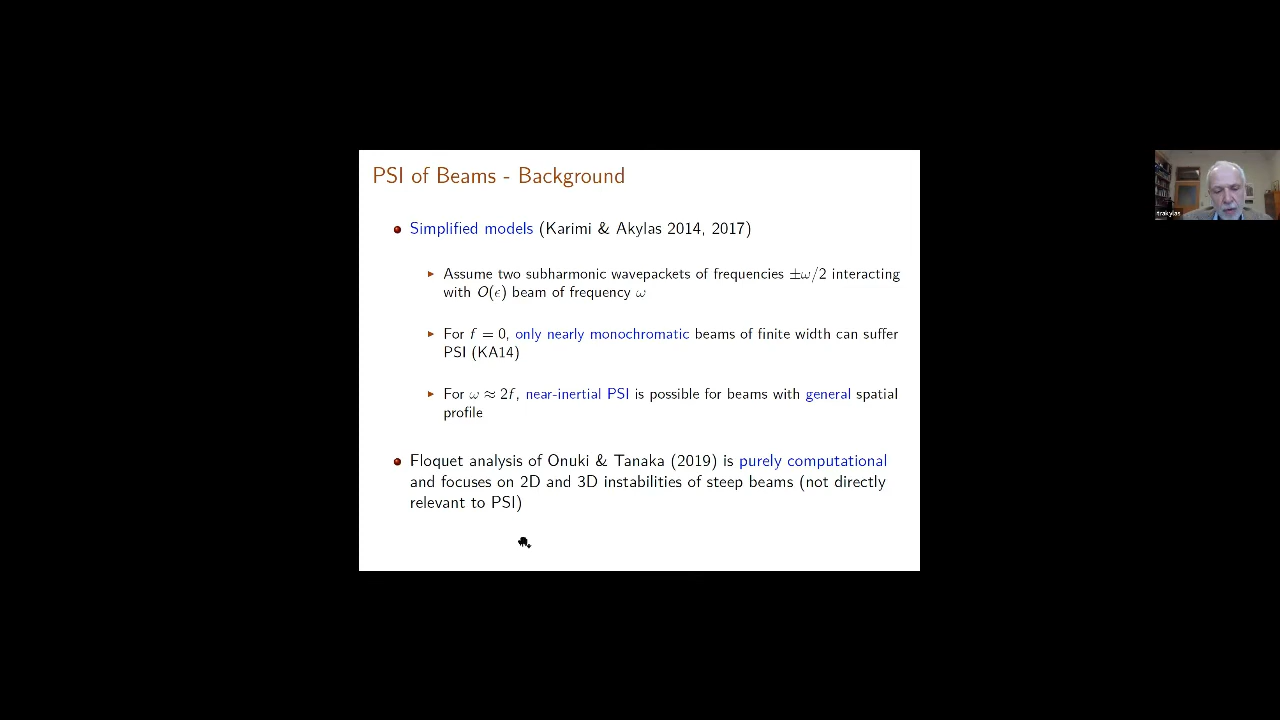 PSI of Beams - Background
Simplified models (Karimi & Akylas 2014, 2017)
Assume two subharmonic wavepackets of frequencies ±ω/2 interacting
with O(ϵ) beam of frequency ω
For f = 0, only nearly monochromatic beams of finite width can suffer
PSI (KA14)
For ω ≈ 2f, near-inertial PSI is possible for beams with general spatial
profile
Floquet analysis of Onuki & Tanaka (2019) is purely computational
and focuses on 2D and 3D instabilities of steep beams (not directly
relevant to PSI)
trakylas